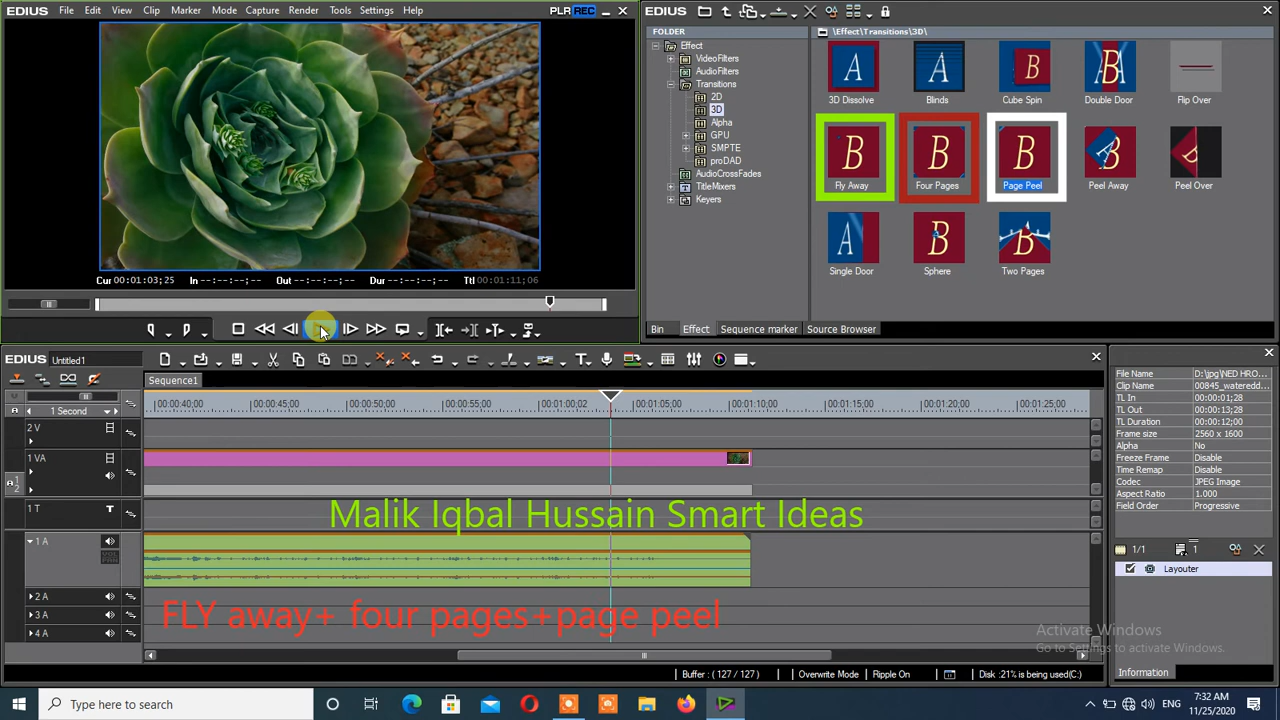 EDIUS File Edit View Clip Marker Mode Capture Render Tools Settings Help PLR REC
Cur 00:01:03;25 In --:--:--;-- Out --:--:--;-- Dur --:--:--;-- Ttl 00:01:11;06
EDIUS
FOLDER
\Effect\Transitions\3D\
Effect
VideoFilters
AudioFilters
Transitions
2D
3D
Alpha
GPU
SMPTE
proDAD
AudioCrossFades
TitleMixers
Keyers
3D Dissolve
Blinds
Cube Spin
Double Door
Flip Over
Fly Away
Four Pages
Page Peel
Peel Away
Peel Over
Single Door
Sphere
Two Pages
Bin Effect Sequence marker Source Browser
EDIUS Untitled1
Sequence1
1 Second
00:00:40;00 00:00:45;00 00:00:50;00 00:00:55;00 00:01:00;02 00:01:05;00 00:01:10;00 00:01:15;00 00:01:20;00 00:01:25;00
2 V
1 VA
1
2
1 T
1 A
2 A
3 A
4 A
Malik Iqbal Hussain Smart Ideas
FLY away+ four pages+page peel
File Name D:\jpg\NED HRO...
Clip Name 00845_wateredd...
TL In 00:00:01;28
TL Out 00:00:13;28
TL Duration 00:00:12;00
Frame size 2560 x 1600
Alpha No
Freeze Frame Disable
Time Remap Disable
Codec JPEG Image
Aspect Ratio 1.000
Field Order Progressive
1/1 1
Layouter
Activate Windows
Go to Settings to activate Windows.
Information
Buffer : ( 127 / 127 ) Overwrite Mode Ripple On Disk :21% is being used(C:)
Type here to search
ENG
7:32 AM
11/25/2020